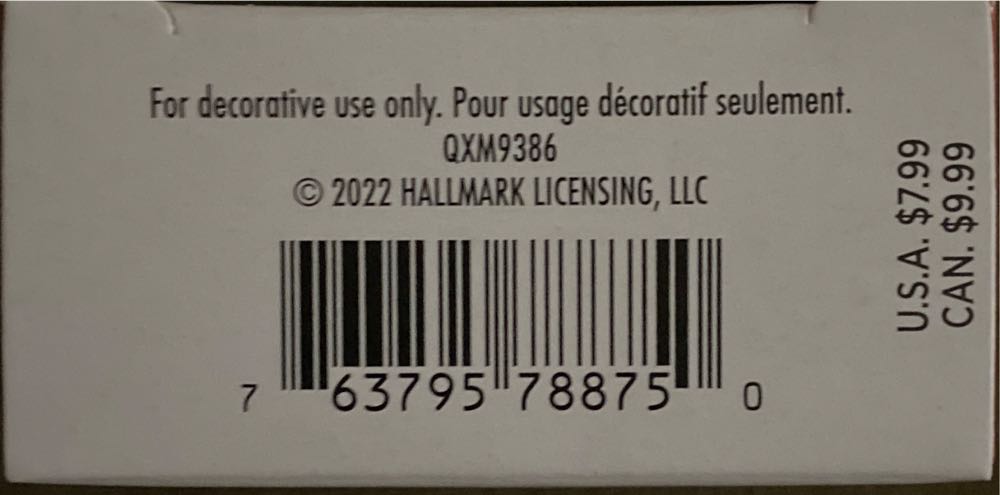 For decorative use only. Pour usage décoratif seulement.
QXM9386
© 2022 HALLMARK LICENSING, LLC
7 63795 78875 0
U.S.A. $7.99
CAN. $9.99